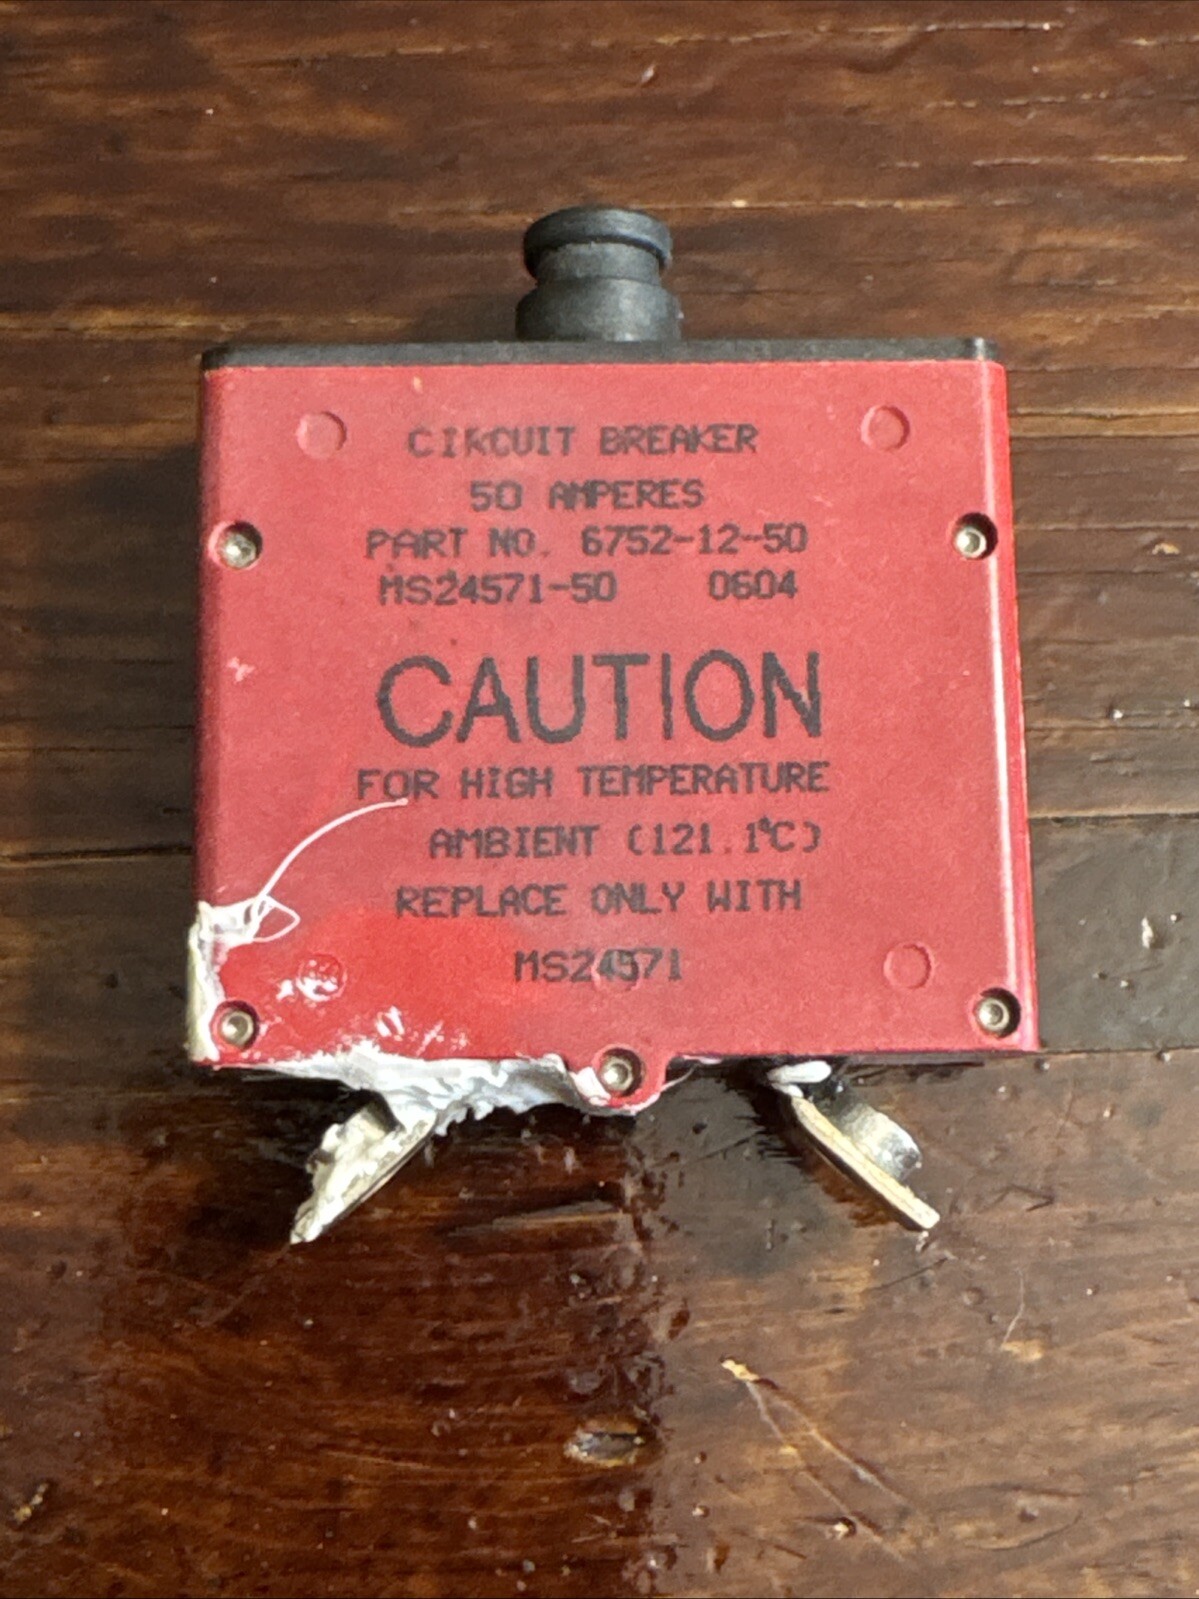 CIRCUIT BREAKER
50 AMPERES
PART NO. 6752-12-50
MS24571-50 0604
CAUTION
FOR HIGH TEMPERATURE
AMBIENT (121.1°C)
REPLACE ONLY WITH
MS24571